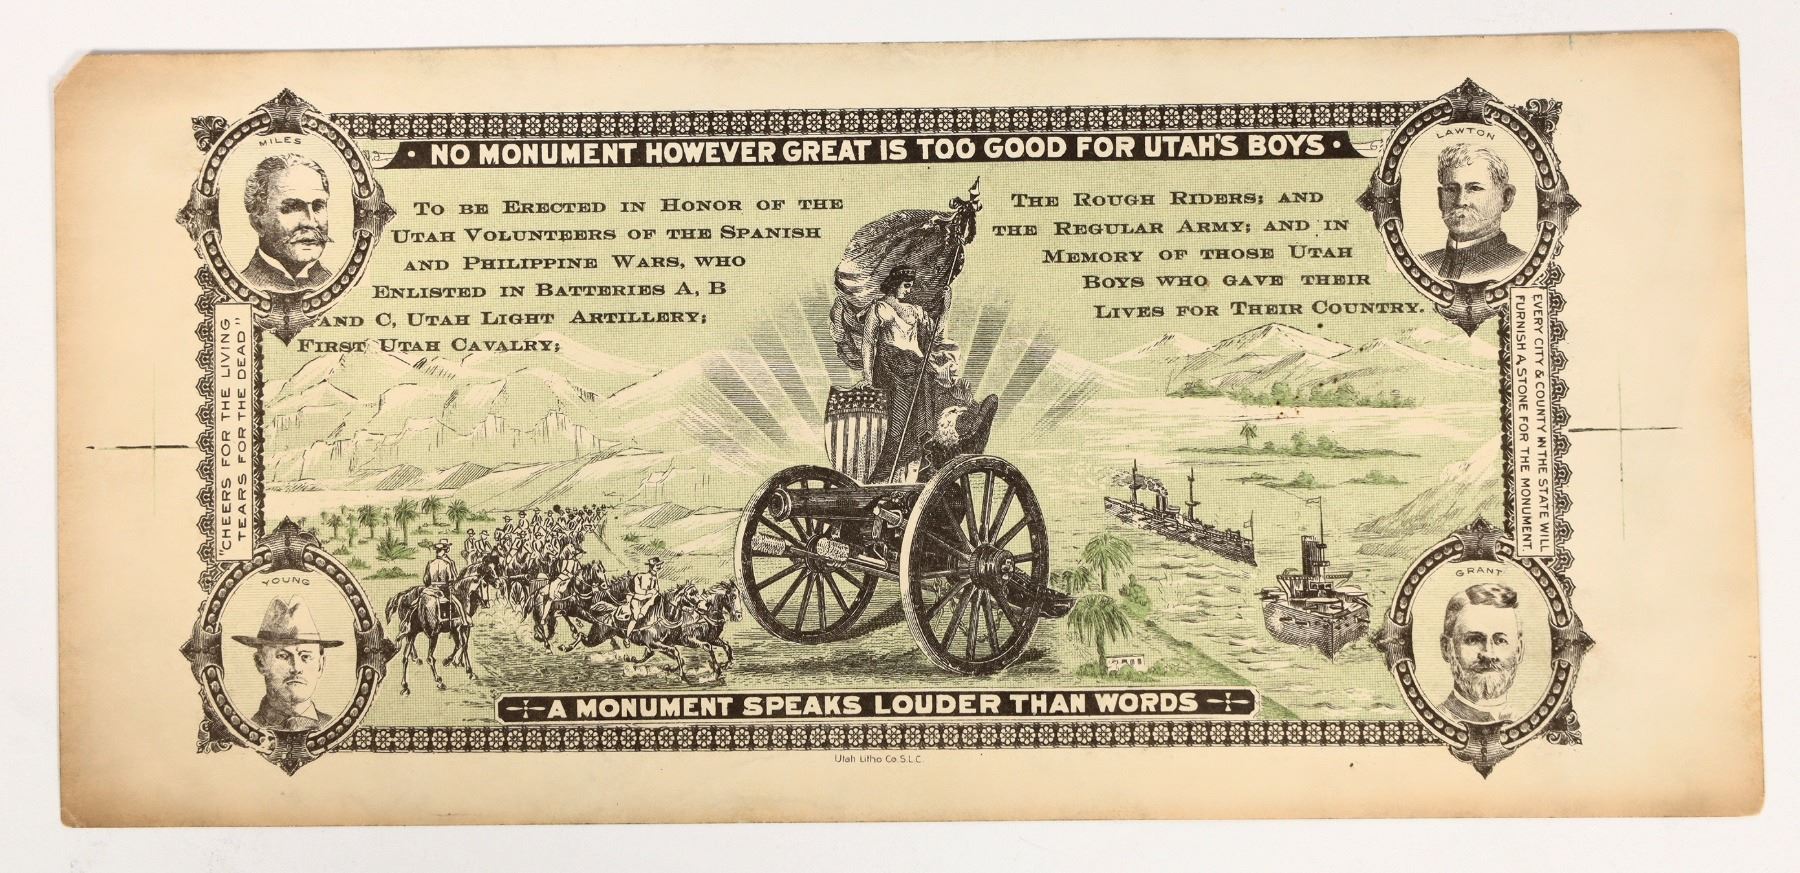 MILES
LAWTON
· NO MONUMENT HOWEVER GREAT IS TOO GOOD FOR UTAH'S BOYS ·
TO BE ERECTED IN HONOR OF THE
UTAH VOLUNTEERS OF THE SPANISH
AND PHILIPPINE WARS, WHO
ENLISTED IN BATTERIES A, B
AND C, UTAH LIGHT ARTILLERY;
FIRST UTAH CAVALRY;
THE ROUGH RIDERS; AND
THE REGULAR ARMY; AND IN
MEMORY OF THOSE UTAH
BOYS WHO GAVE THEIR
LIVES FOR THEIR COUNTRY.
"CHEERS FOR THE LIVING
TEARS FOR THE DEAD"
EVERY CITY & COUNTY IN THE STATE WILL
FURNISH A STONE FOR THE MONUMENT.
YOUNG
GRANT
A MONUMENT SPEAKS LOUDER THAN WORDS
Utah Litho Co. S.L.C.